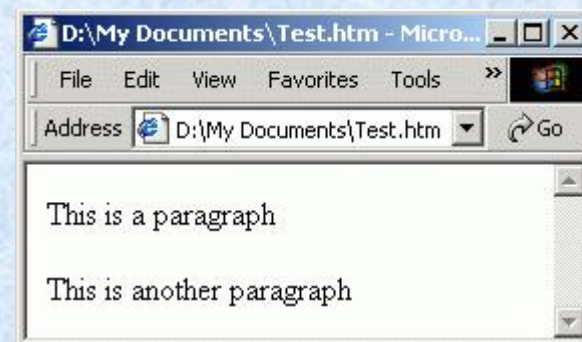 D:\My Documents\Test.htm - Micro...
File Edit View Favorites Tools »
Address D:\My Documents\Test.htm Go
This is a paragraph
This is another paragraph